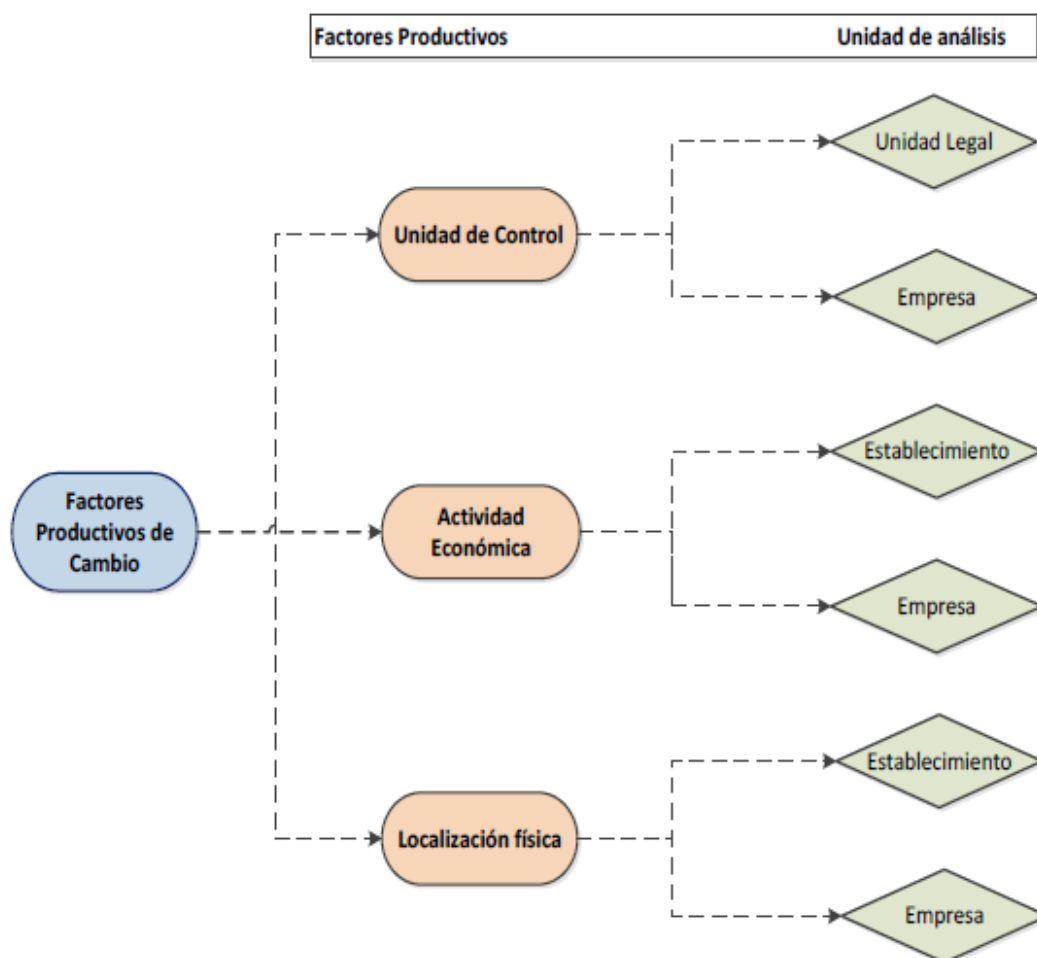 Factores Productivos
Unidad de análisis
Unidad Legal
Unidad de Control
Empresa
Establecimiento
Factores
Productivos de
Cambio
Actividad
Económica
Empresa
Establecimiento
Localización física
Empresa